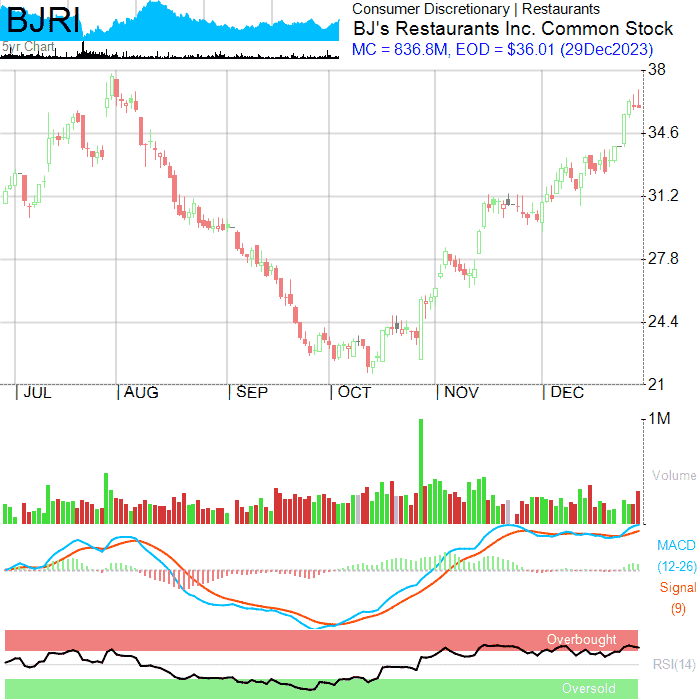 BJRI
5yr Chart
Consumer Discretionary | Restaurants
BJ's Restaurants Inc. Common Stock
MC = 836.8M, EOD = $36.01 (29Dec2023)
38
34.6
31.2
27.8
24.4
21
JUL
AUG
SEP
OCT
NOV
DEC
1M
Volume
MACD
(12-26)
Signal
(9)
Overbought
RSI(14)
Oversold